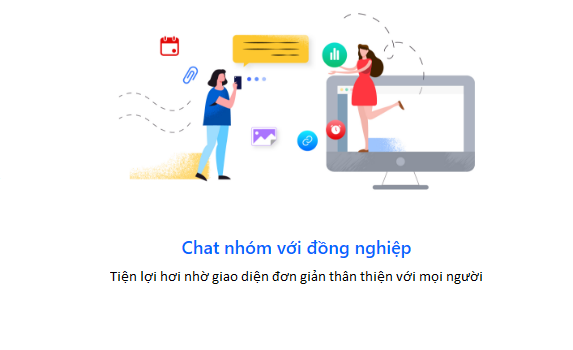 Chat nhóm với đồng nghiệp
Tiện lợi hơi nhờ giao diện đơn giản thân thiện với mọi người